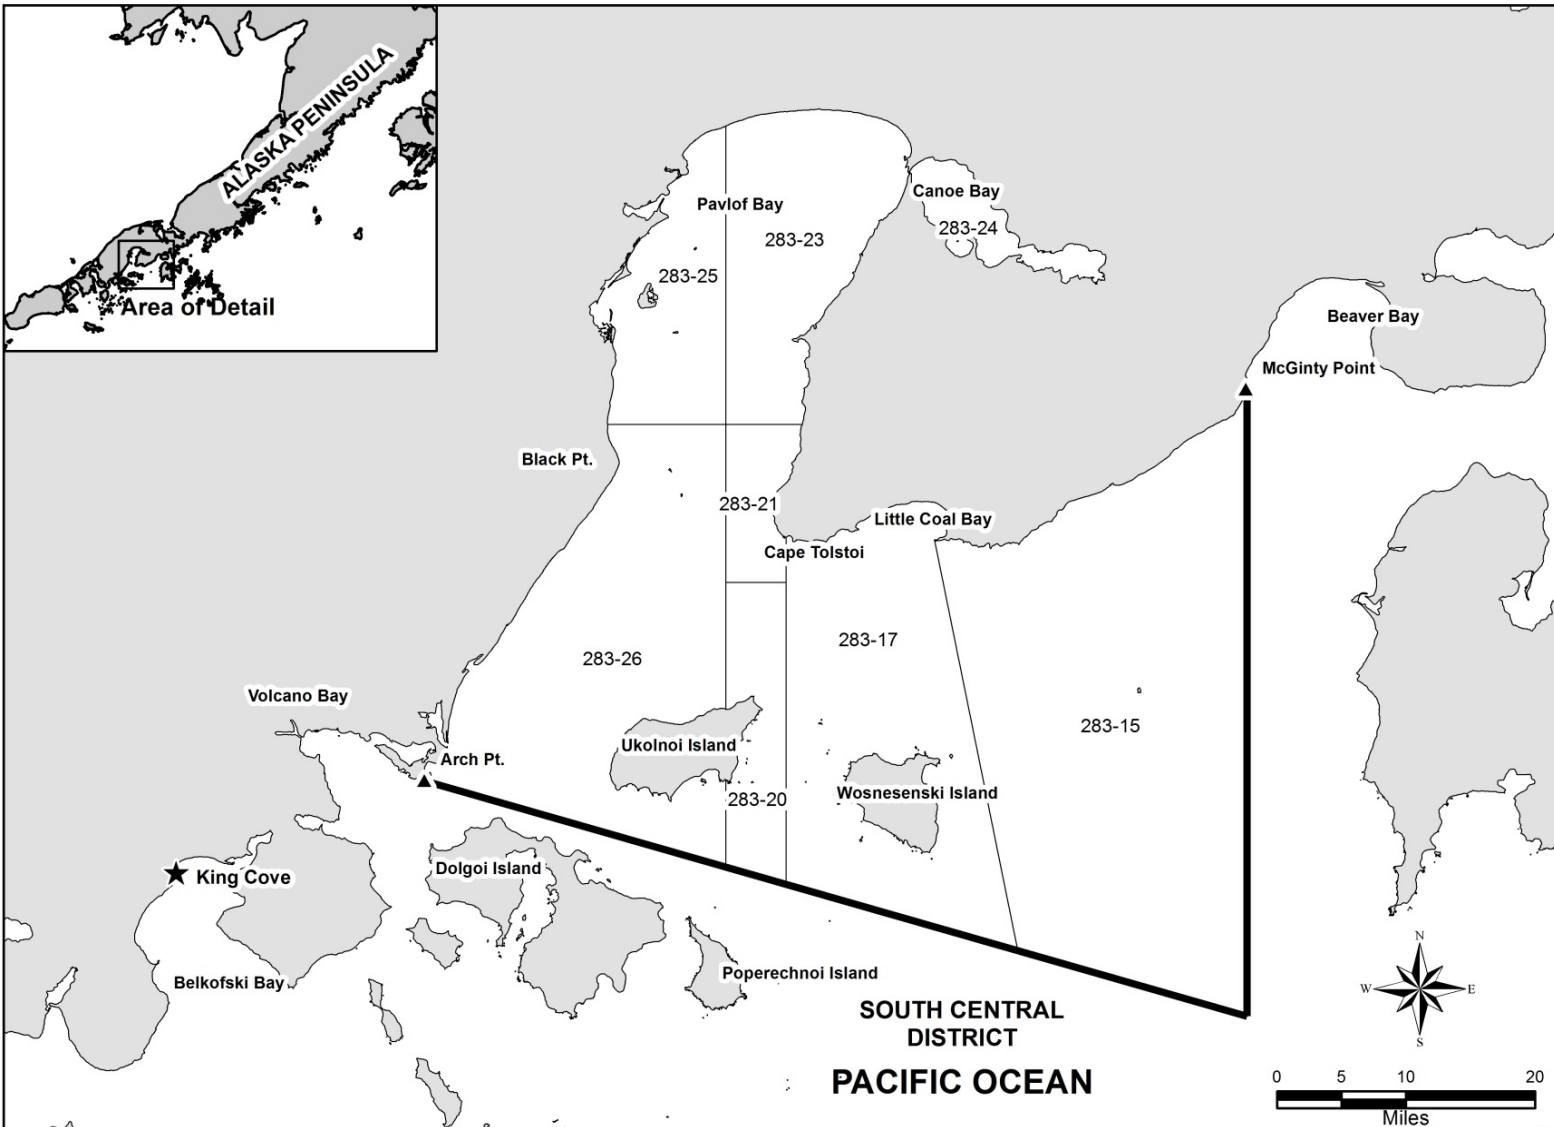 ALASKA PENINSULA
Area of Detail
Pavlof Bay
Canoe Bay
283-24
283-23
283-25
Beaver Bay
McGinty Point
Black Pt.
283-21
Little Coal Bay
Cape Tolstoi
283-17
283-26
Volcano Bay
283-15
Ukolnoi Island
Arch Pt.
Wosnesenski Island
283-20
Dolgoi Island
King Cove
Poperechnoi Island
Belkofski Bay
SOUTH CENTRAL
DISTRICT
PACIFIC OCEAN
N
W E
S
0 5 10 20
Miles